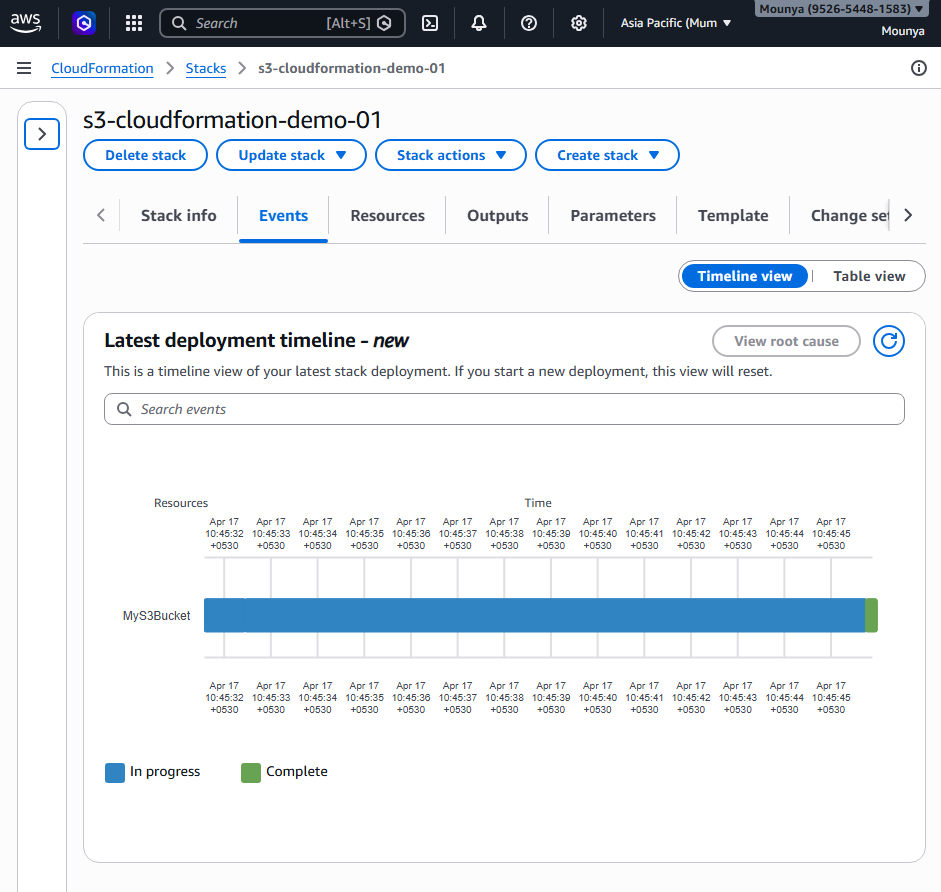 aws
Search [Alt+S]
Asia Pacific (Mum
Mounya (9526-5448-1583)
Mounya
CloudFormation
Stacks
s3-cloudformation-demo-01
s3-cloudformation-demo-01
Delete stack
Update stack
Stack actions
Create stack
Stack info
Events
Resources
Outputs
Parameters
Template
Change set
Timeline view
Table view
Latest deployment timeline - new
View root cause
This is a timeline view of your latest stack deployment. If you start a new deployment, this view will reset.
Search events
Resources
Time
Apr 17 Apr 17 Apr 17 Apr 17 Apr 17 Apr 17 Apr 17 Apr 17 Apr 17 Apr 17 Apr 17 Apr 17 Apr 17 Apr 17
10:45:32 10:45:33 10:45:34 10:45:35 10:45:36 10:45:37 10:45:38 10:45:39 10:45:40 10:45:41 10:45:42 10:45:43 10:45:44 10:45:45
+0530 +0530 +0530 +0530 +0530 +0530 +0530 +0530 +0530 +0530 +0530 +0530 +0530 +0530
MyS3Bucket
Apr 17 Apr 17 Apr 17 Apr 17 Apr 17 Apr 17 Apr 17 Apr 17 Apr 17 Apr 17 Apr 17 Apr 17 Apr 17 Apr 17
10:45:32 10:45:33 10:45:34 10:45:35 10:45:36 10:45:37 10:45:38 10:45:39 10:45:40 10:45:41 10:45:42 10:45:43 10:45:44 10:45:45
+0530 +0530 +0530 +0530 +0530 +0530 +0530 +0530 +0530 +0530 +0530 +0530 +0530 +0530
In progress
Complete